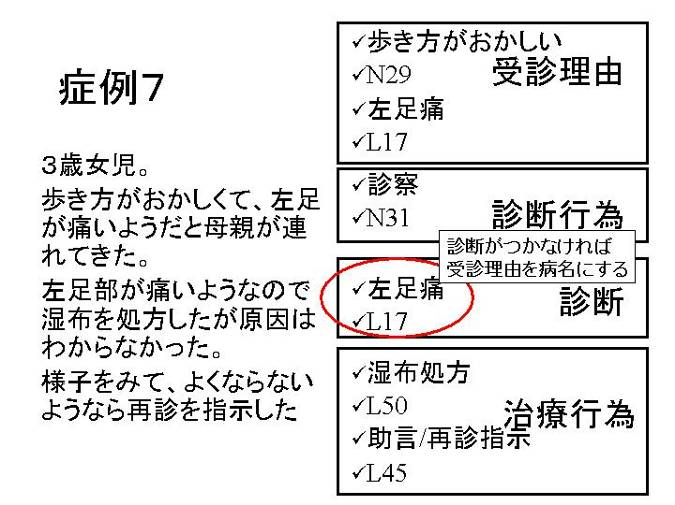 症例７
３歳女児。
歩き方がおかしくて、左足
が痛いようだと母親が連
れてきた。
左足部が痛いようなので
湿布を処方したが原因は
わからなかった。
様子をみて、よくならない
ようなら再診を指示した
✓歩き方がおかしい
✓N29
受診理由
✓左足痛
✓L17
✓診察
✓N31
診断行為
診断がつかなければ
受診理由を病名にする
✓左足痛
診断
✓L17
✓湿布処方
✓L50
治療行為
✓助言/再診指示
✓L45